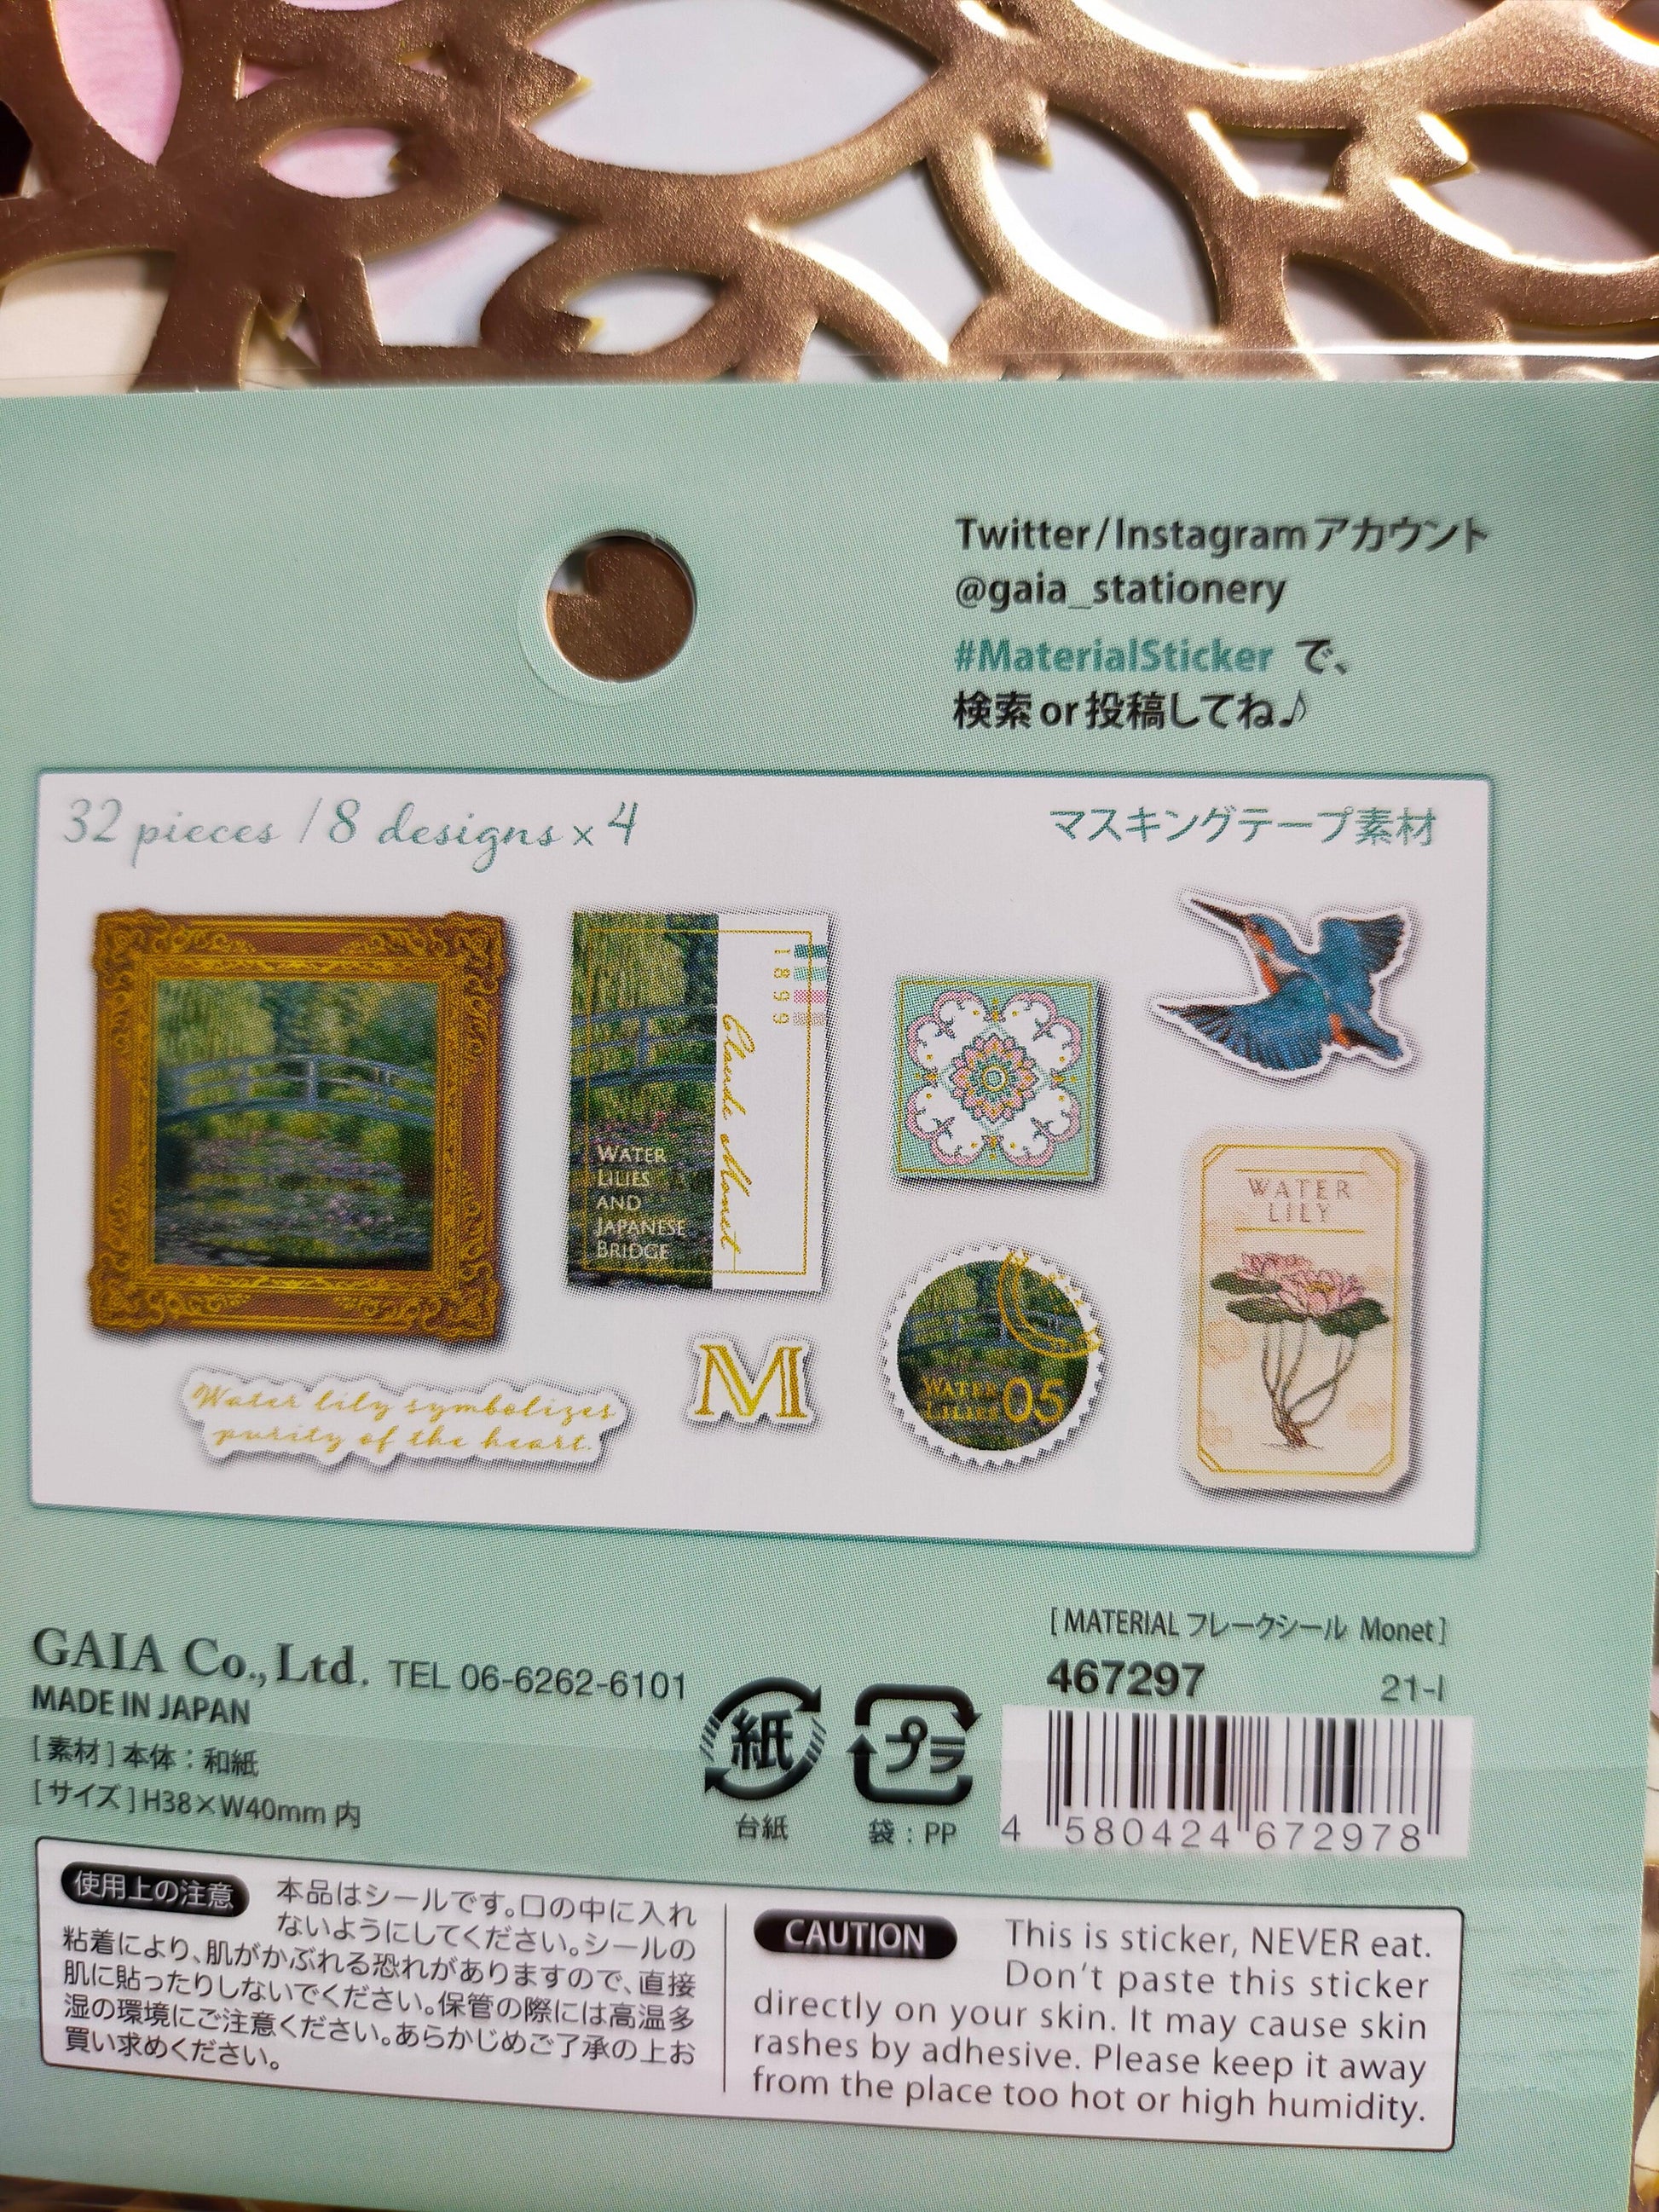 Twitter/Instagramアカウント
@gaia_stationery
#MaterialSticker で、
検索or投稿してね♪
32 pieces / 8 designs × 4
マスキングテープ素材
1899
Claude Monet
WATER
LILIES
AND
JAPANESE
BRIDGE
WATER
LILY
WATER
LILIES 05
M
Water lily symbolizes
purity of the heart.
[MATERIAL フレークシール Monet]
467297 21-I
4 580424 672978
GAIA Co., Ltd. TEL 06-6262-6101
MADE IN JAPAN
[素材]本体：和紙
[サイズ]H38×W40mm 内
紙
台紙
プラ
袋：PP
使用上の注意 本品はシールです。口の中に入れ
ないようにしてください。シールの
粘着により、肌がかぶれる恐れがありますので、直接
肌に貼ったりしないでください。保管の際には高温多
湿の環境にご注意ください。あらかじめご了承の上お
買い求めください。
CAUTION This is sticker, NEVER eat.
Don't paste this sticker
directly on your skin. It may cause skin
rashes by adhesive. Please keep it away
from the place too hot or high humidity.